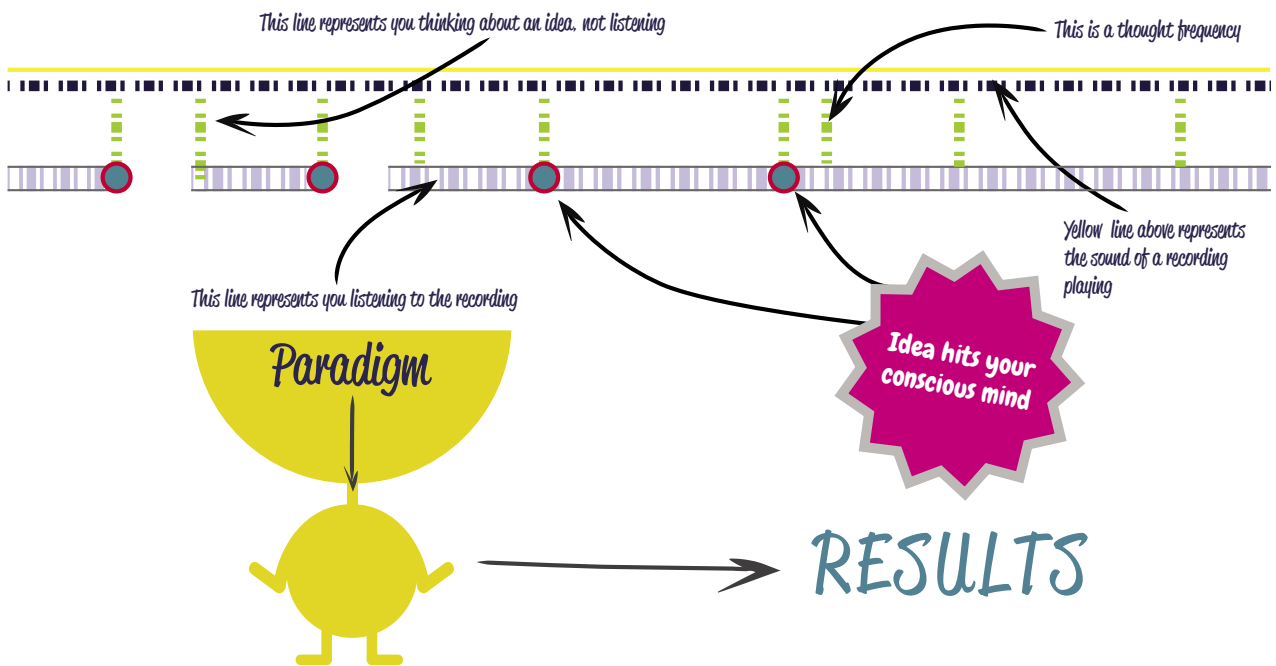 This line represents you thinking about an idea, not listening
This is a thought frequency
Yellow line above represents
the sound of a recording
playing
This line represents you listening to the recording
Paradigm
Idea hits your
conscious mind
RESULTS